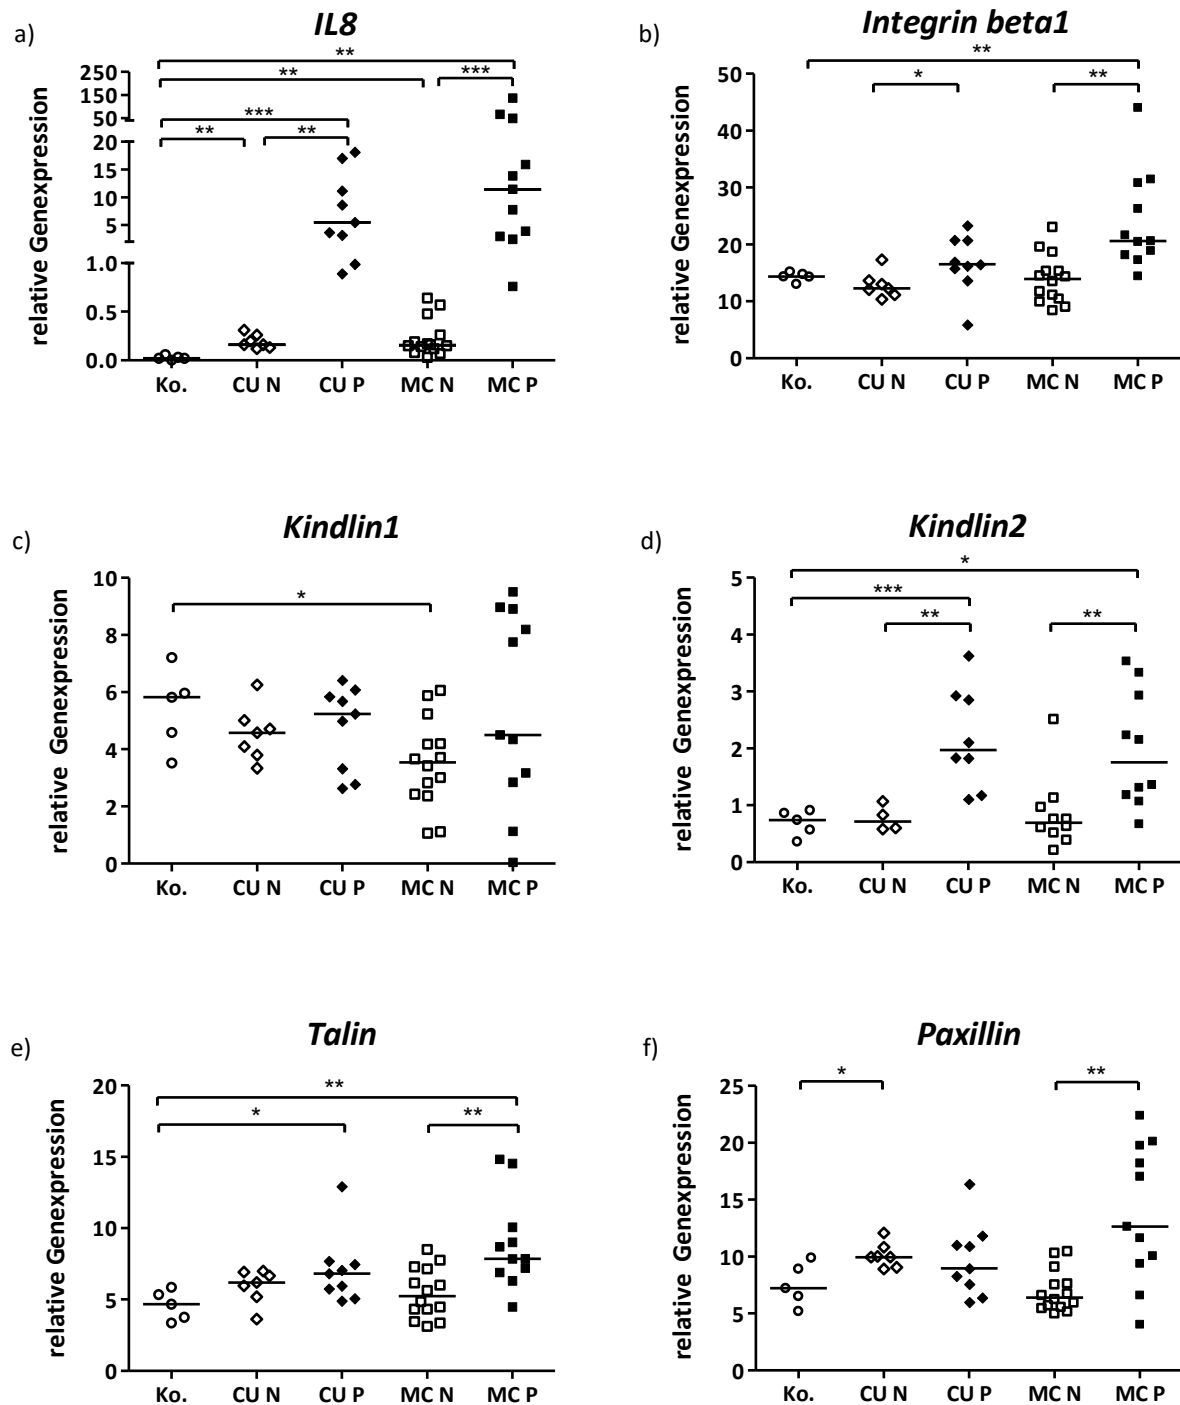 a)
IL8
relative Genexpression
250
150
50
20
15
10
5
1.0
0.5
0.0
**
**
***
***
**
**
Ko. CU N CU P MC N MC P
b)
Integrin beta1
relative Genexpression
50
40
30
20
10
0
**
*
**
Ko. CU N CU P MC N MC P
c)
Kindlin1
relative Genexpression
10
8
6
4
2
0
*
Ko. CU N CU P MC N MC P
d)
Kindlin2
relative Genexpression
5
4
3
2
1
0
*
***
**
**
Ko. CU N CU P MC N MC P
e)
Talin
relative Genexpression
20
15
10
5
0
**
*
**
Ko. CU N CU P MC N MC P
f)
Paxillin
relative Genexpression
25
20
15
10
5
0
*
**
Ko. CU N CU P MC N MC P